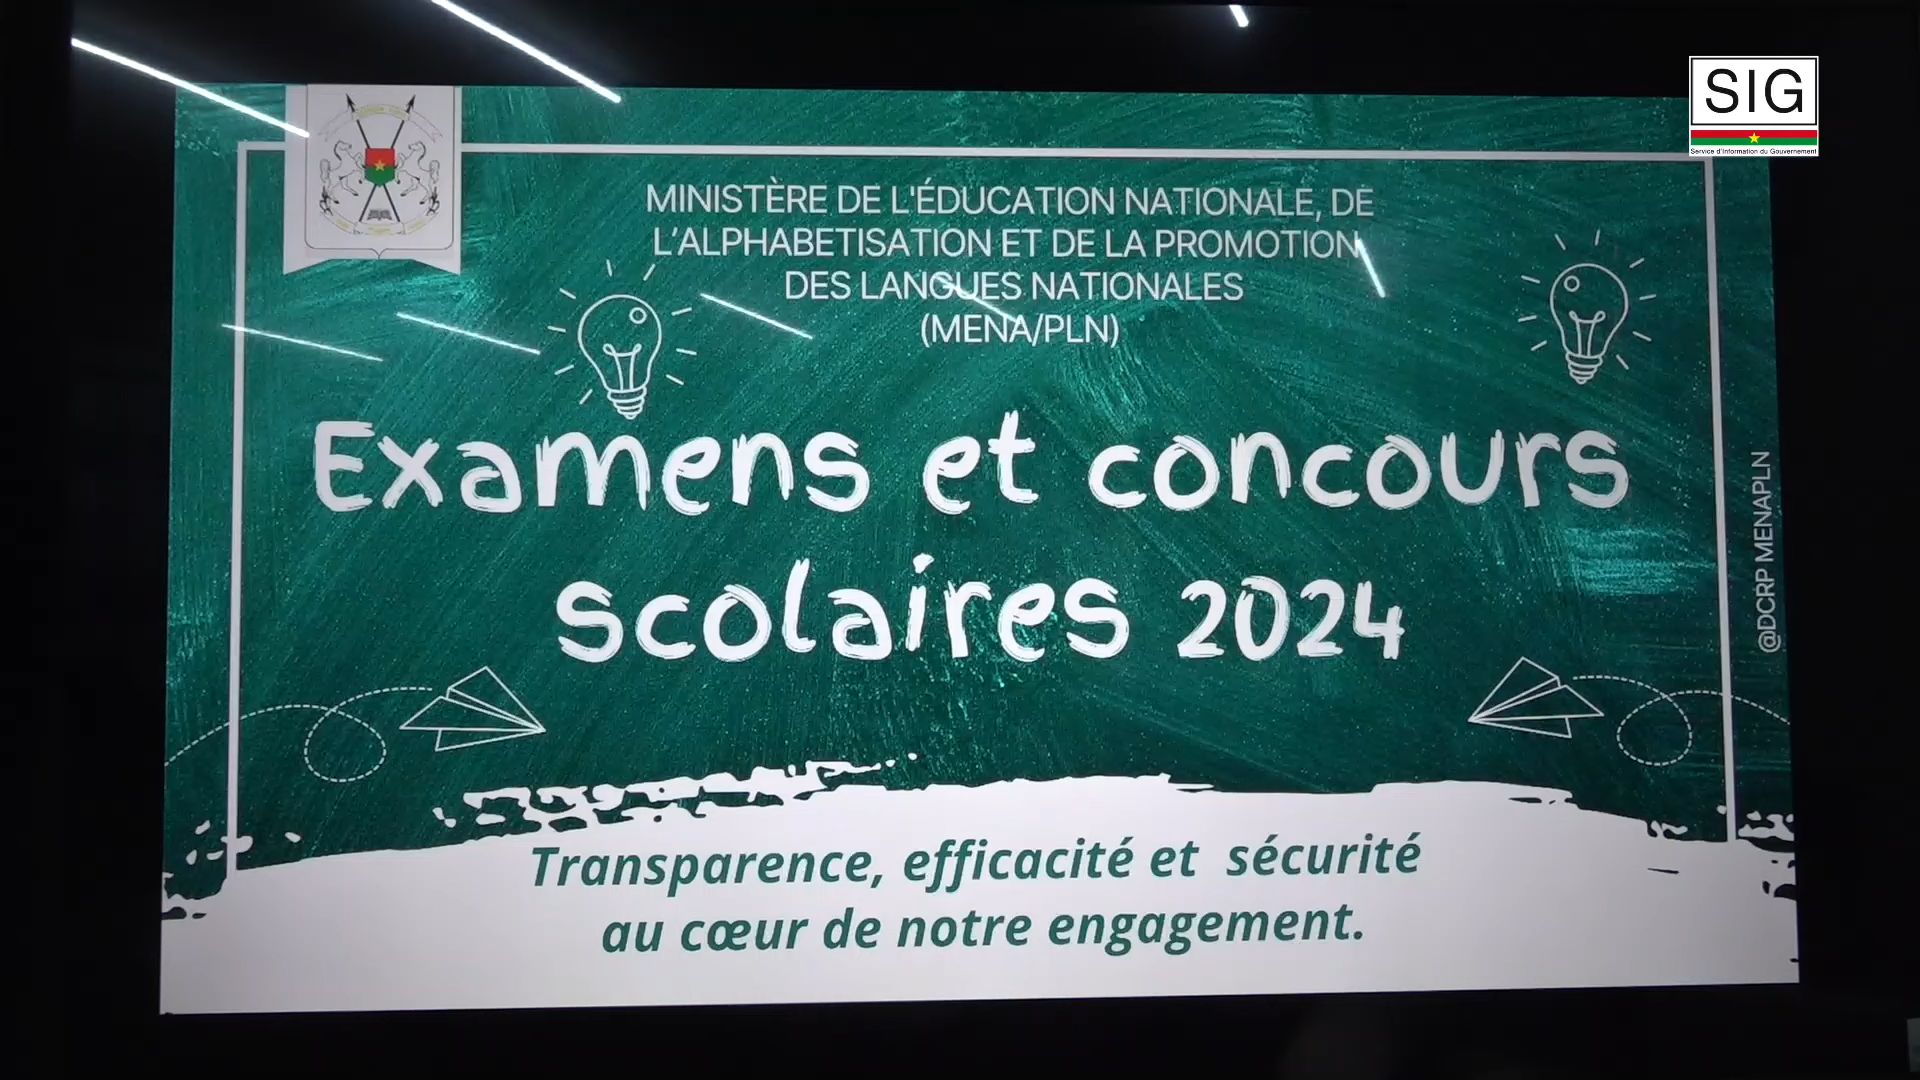 SIG
Service d'Information du Gouvernement
MINISTÈRE DE L'ÉDUCATION NATIONALE, DE
L'ALPHABETISATION ET DE LA PROMOTION
DES LANGUES NATIONALES
(MENA/PLN)
Examens et concours
scolaires 2024
@DCRP MENAPLN
Transparence, efficacité et sécurité
au cœur de notre engagement.